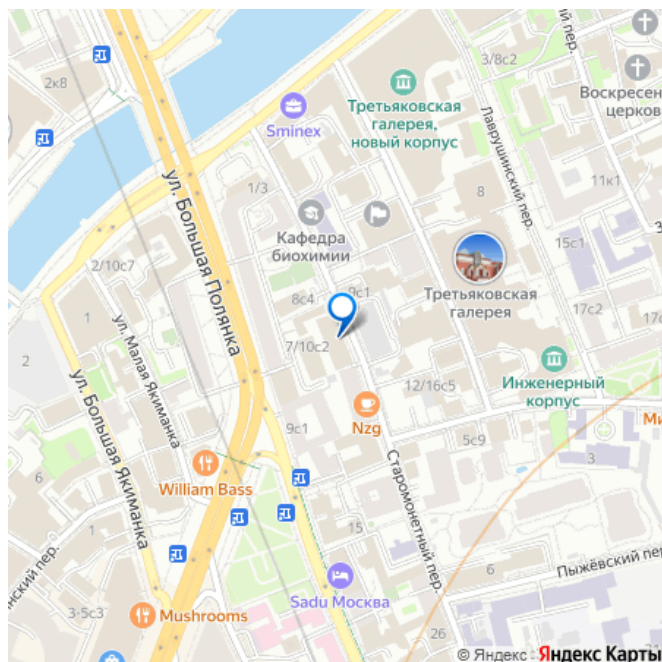 2к8
Sminex
Третьяковская
галерея,
новый корпус
3/8с2
Воскресен
церков
Лаврушинский пер.
ул. Большая Полянка
1/3
Кафедра
биохимии
8
11к1
15с1
2/10с7
1
2
ул. Малая Якиманка
ул. Большая Якиманка
8с4
9с1
Третьяковская
галерея
17с2
7/10с2
12/16с5
Инженерный
корпус
Nzg
5с9
Ми
9с1
3
William Bass
6
1
Старомонетный пер.
15
6
Пыжёвский пер.
нский пер.
3-5с3
Mushrooms
Sadu Москва
26
© Яндекс
Яндекс Карты